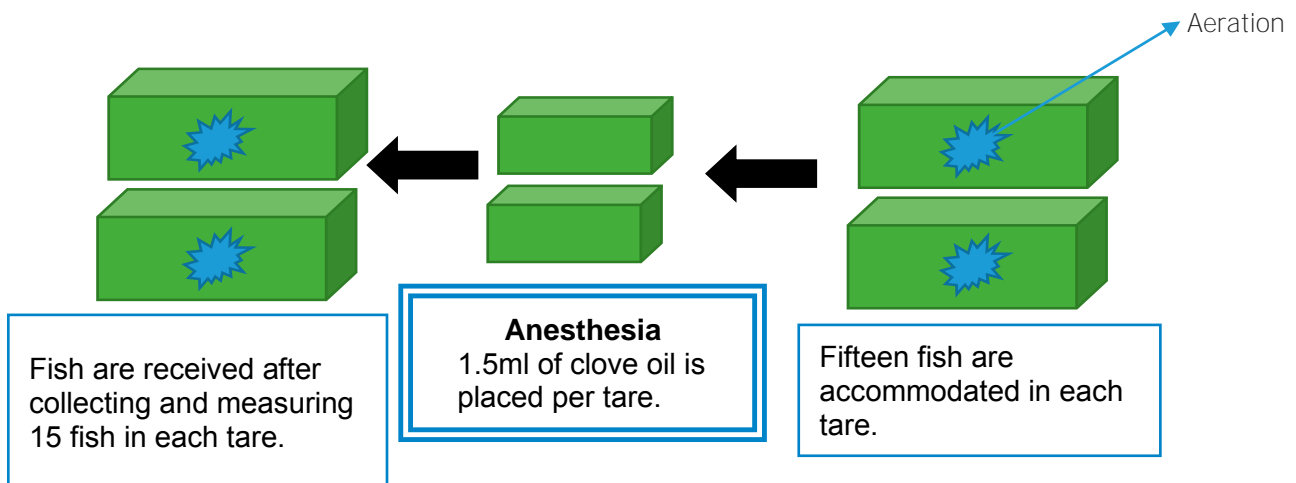 Aeration
Fish are received after
collecting and measuring
15 fish in each tare.
Anesthesia
1.5ml of clove oil is
placed per tare.
Fifteen fish are
accommodated in each
tare.